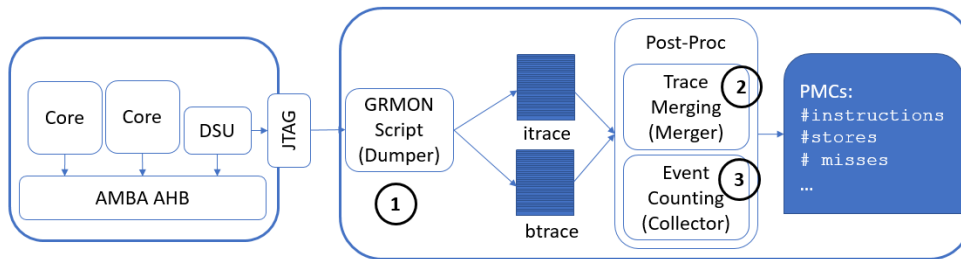 Core
Core
DSU
AMBA AHB
JTAG
GRMON
Script
(Dumper)
1
itrace
btrace
Post-Proc
Trace
Merging
(Merger)
2
Event
Counting
(Collector)
3
PMCs:
#instructions
#stores
# misses
…